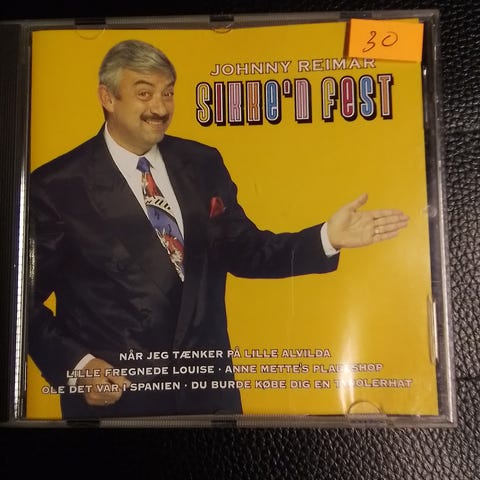 30
JOHNNY REIMAR
SIKKE'N FEST
NÅR JEG TÆNKER PÅ LILLE ALVILDA
LILLE FREGNEDE LOUISE · ANNE METTE'S PLADESHOP
OLE DET VAR I SPANIEN · DU BURDE KØBE DIG EN TYROLERHAT